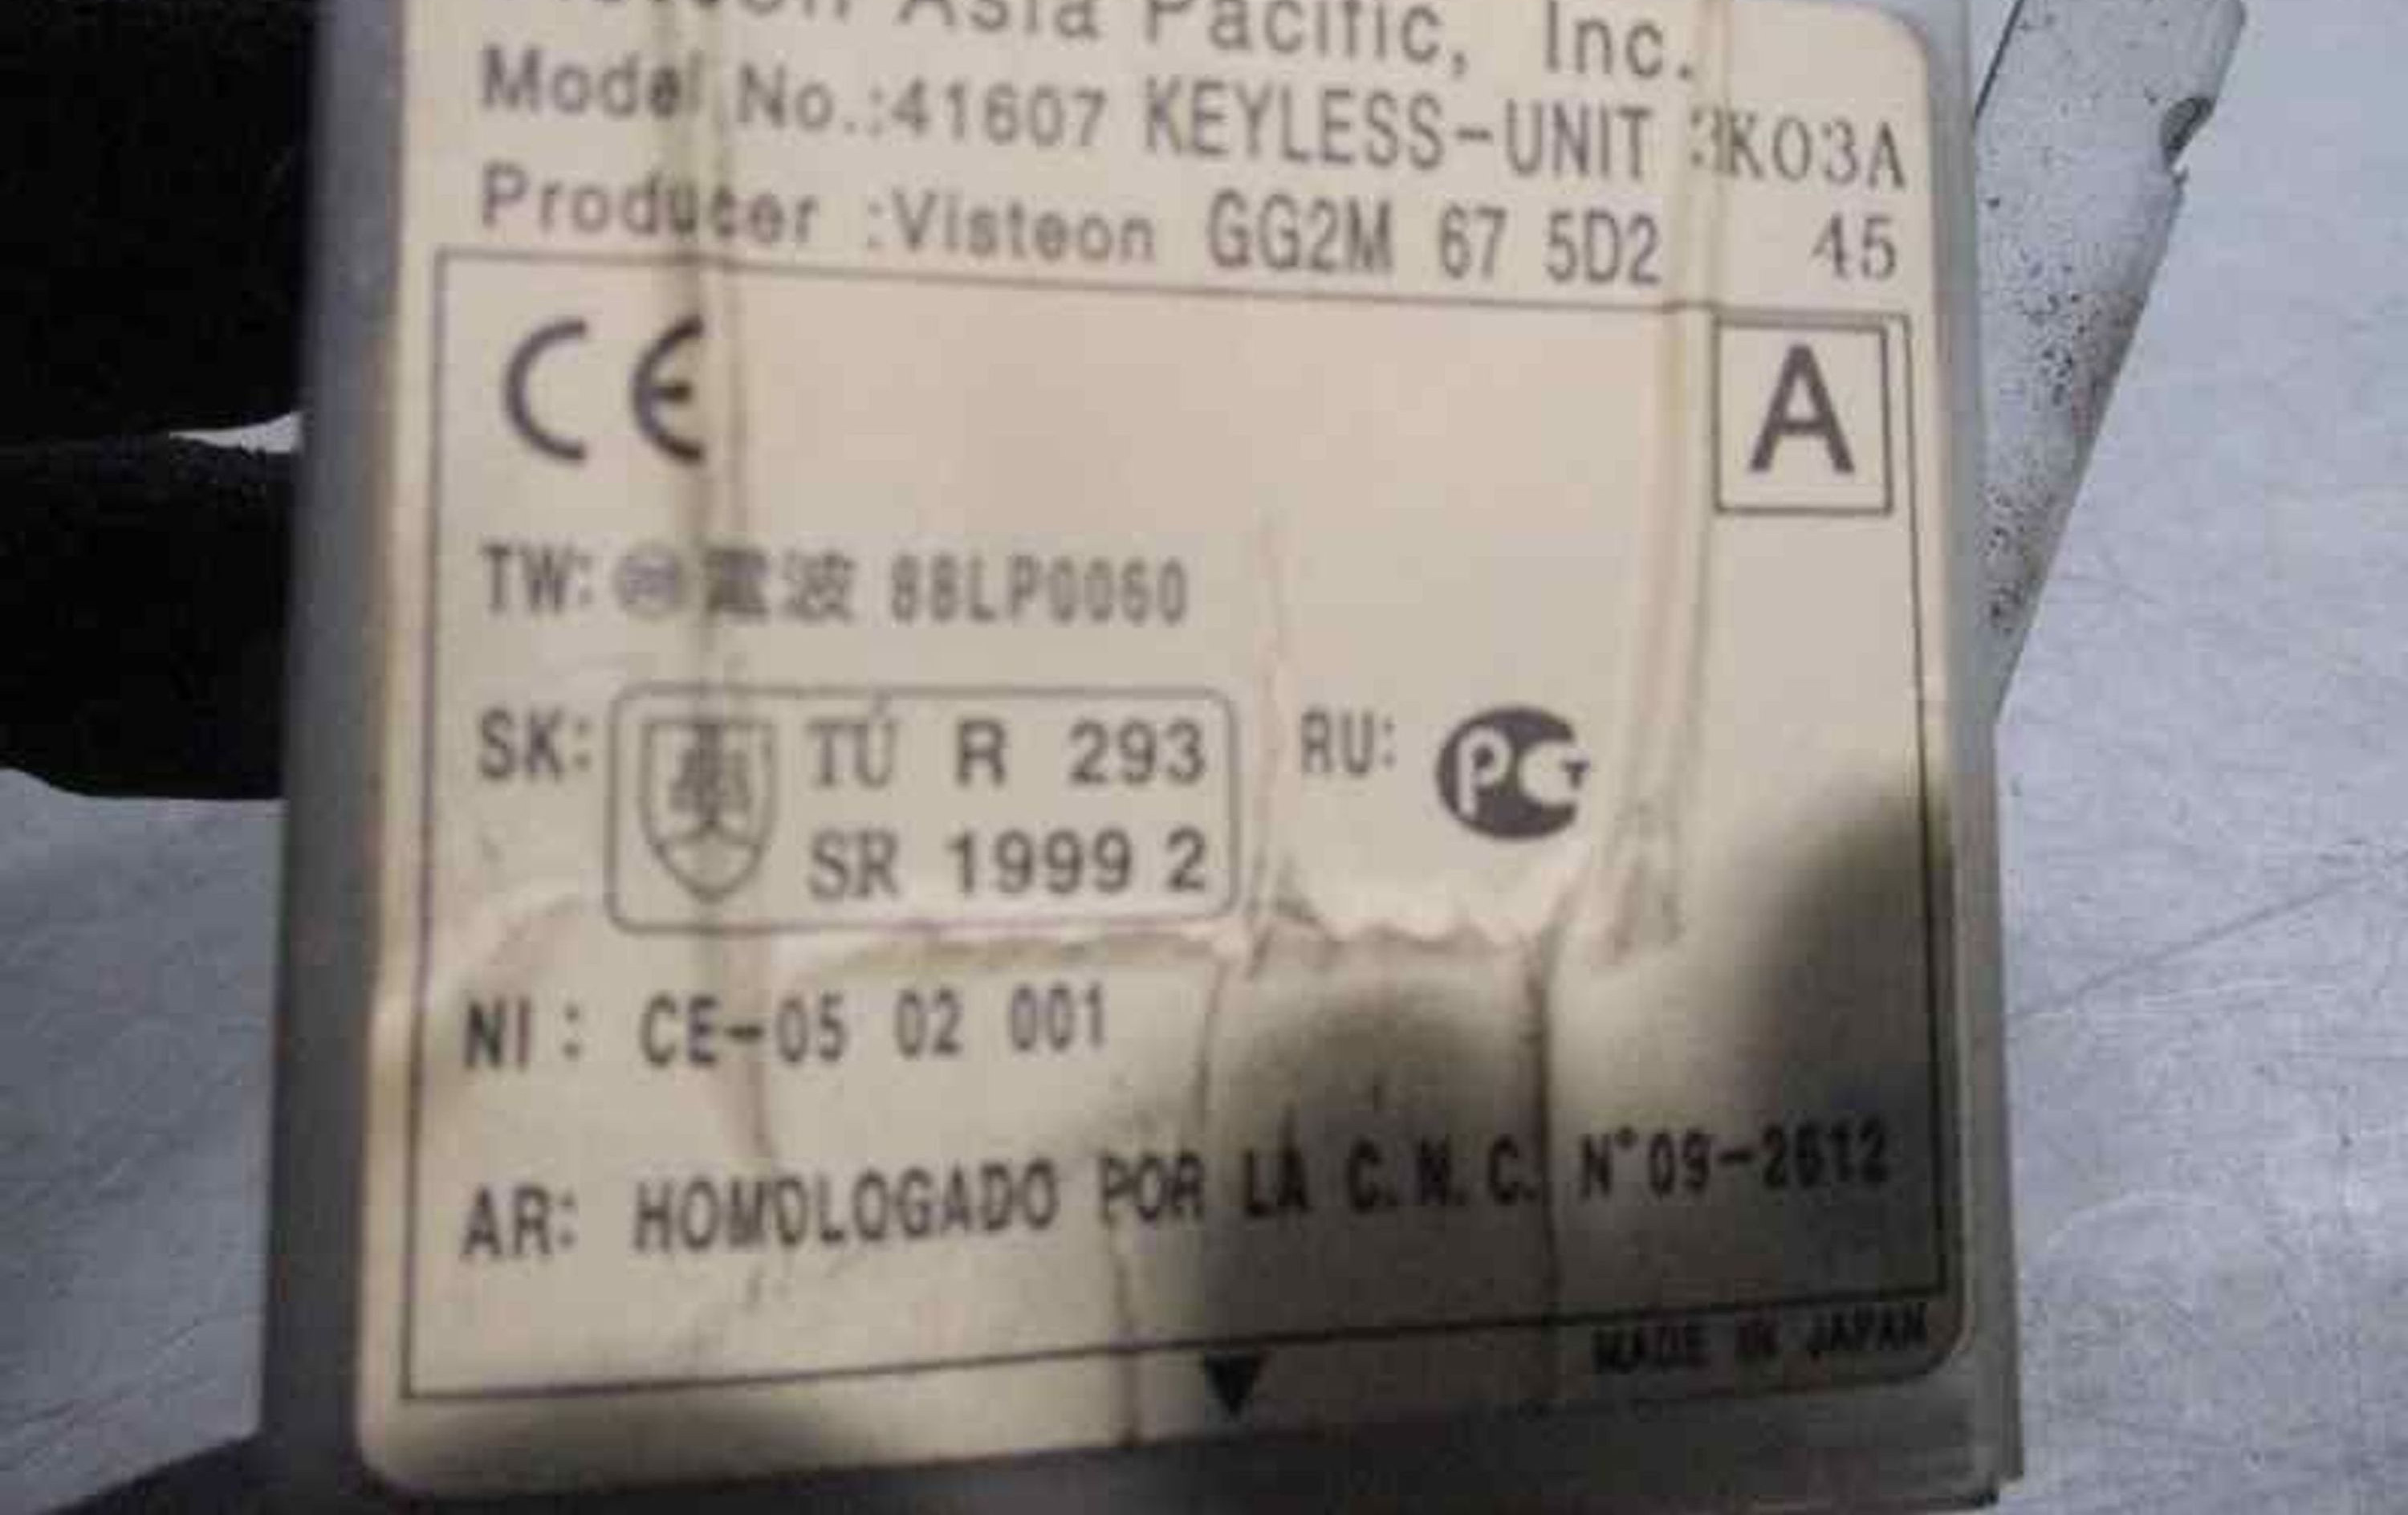 Visteon Asia Pacific, Inc.
Model No.:41607 KEYLESS-UNIT 3K03A
Producer :Visteon GG2M 67 5D2 45
CE
A
TW: 電波 88LP0060
SK: TÚ R 293
SR 1999 2
RU: PCT
NI: CE-05 02 001
AR: HOMOLOGADO POR LA C.N.C. N°09-2612
MADE IN JAPAN